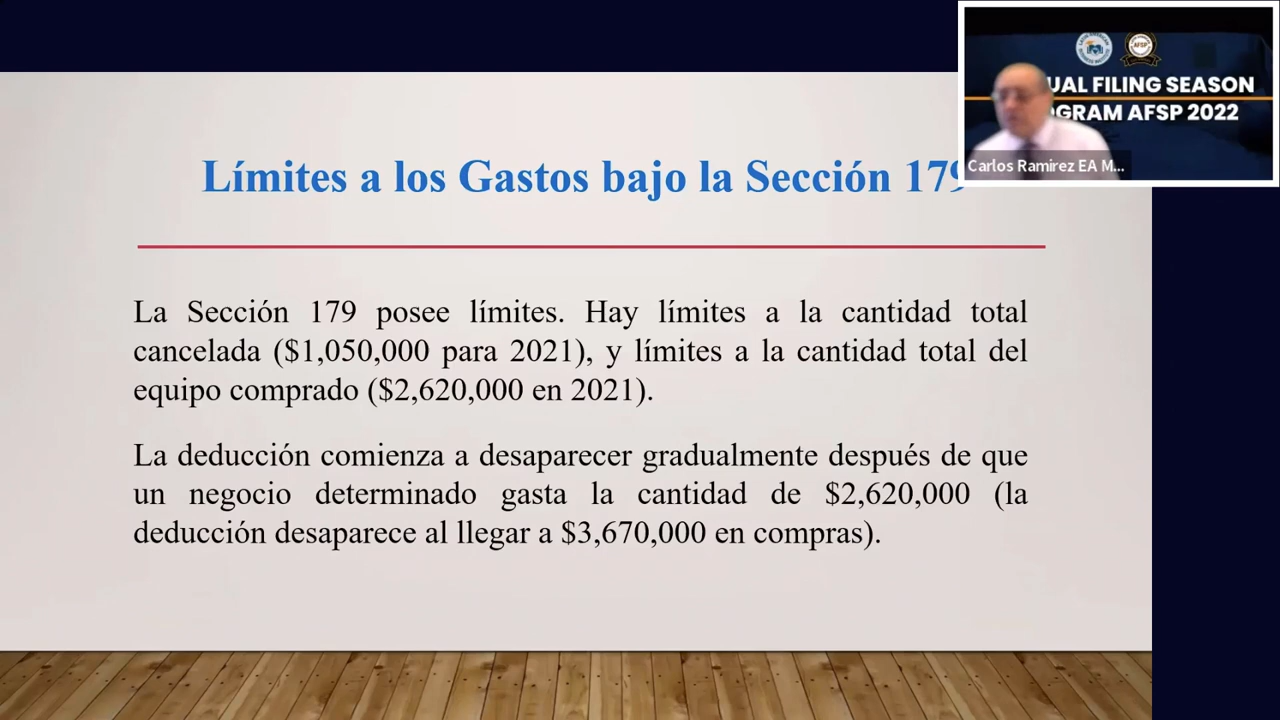 UAL FILING SEASON
GRAM AFSP 2022
AFSP
Carlos Ramirez EA M...
Límites a los Gastos bajo la Sección 179
La Sección 179 posee límites. Hay límites a la cantidad total
cancelada ($1,050,000 para 2021), y límites a la cantidad total del
equipo comprado ($2,620,000 en 2021).
La deducción comienza a desaparecer gradualmente después de que
un negocio determinado gasta la cantidad de $2,620,000 (la
deducción desaparece al llegar a $3,670,000 en compras).